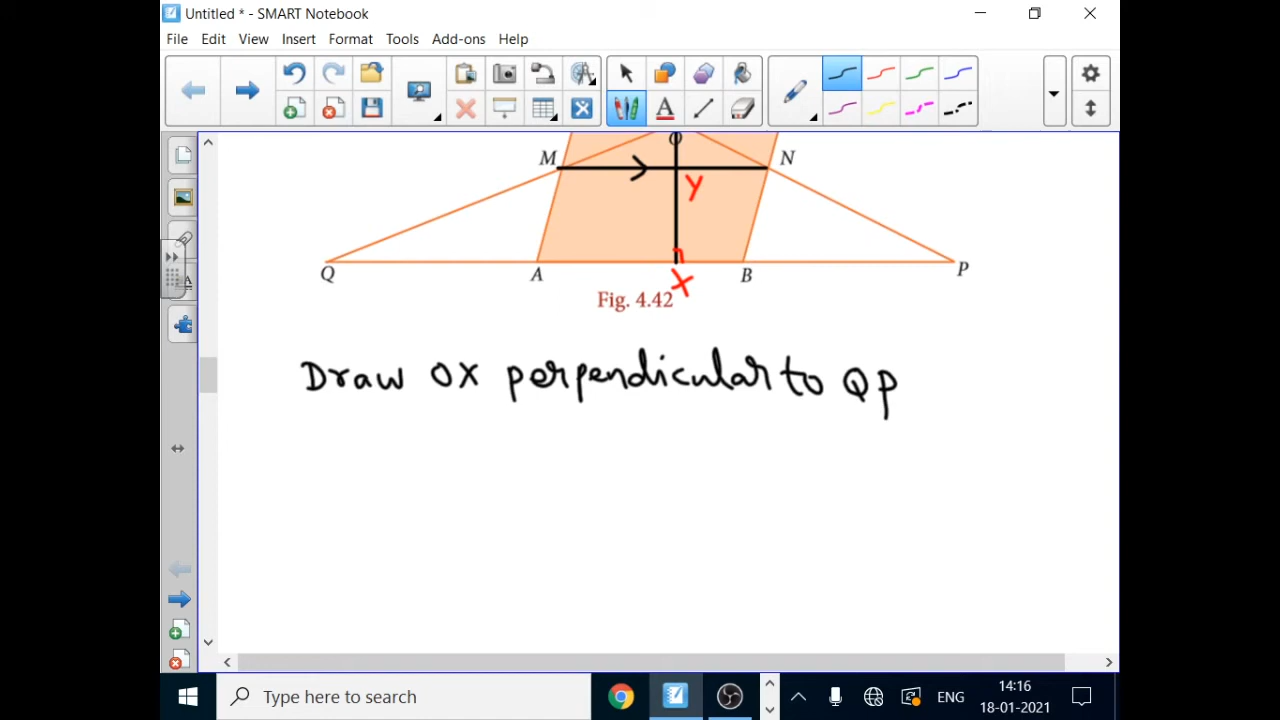 Untitled * - SMART Notebook
File Edit View Insert Format Tools Add-ons Help
O
M N
y
Q A X B P
Fig. 4.42
Draw OX perpendicular to QP
Type here to search
ENG
14:16
18-01-2021